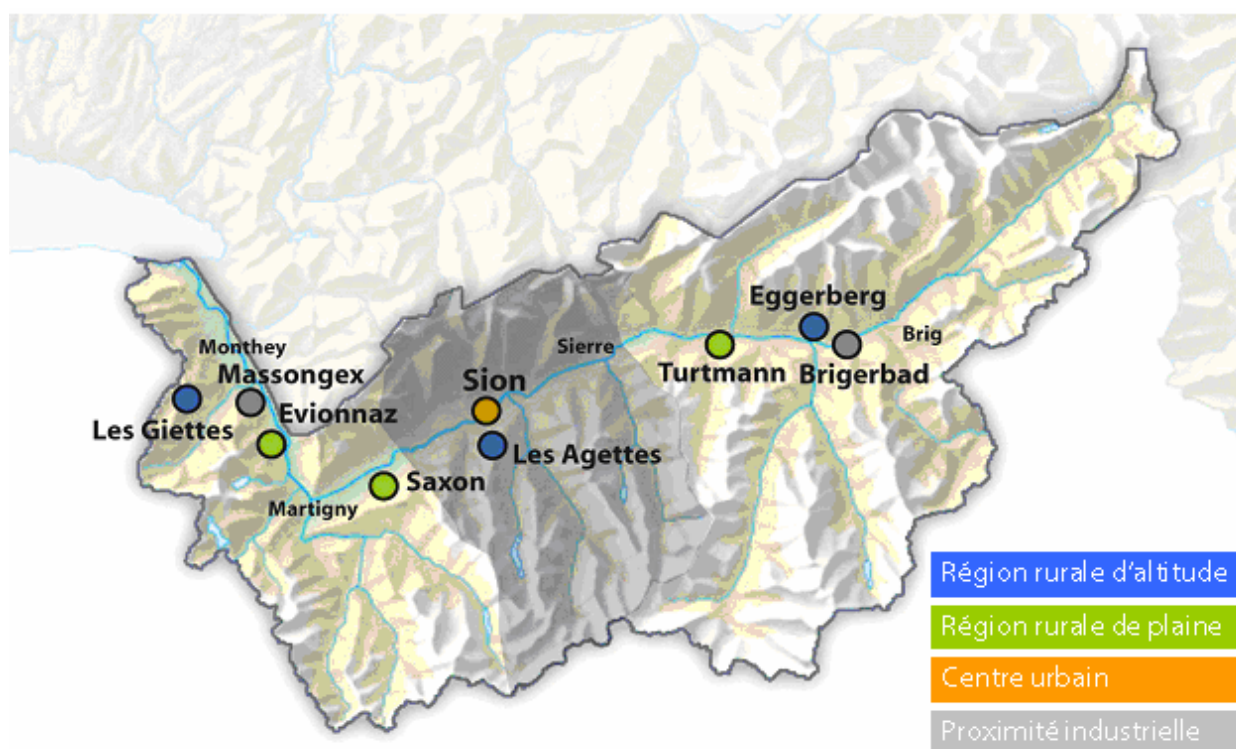 Eggerberg
Brig
Sierre
Turtmann
Brigerbad
Monthey
Massongex
Sion
Evionnaz
Les Giettes
Les Agettes
Saxon
Martigny
Région rurale d'altitude
Région rurale de plaine
Centre urbain
Proximité industrielle